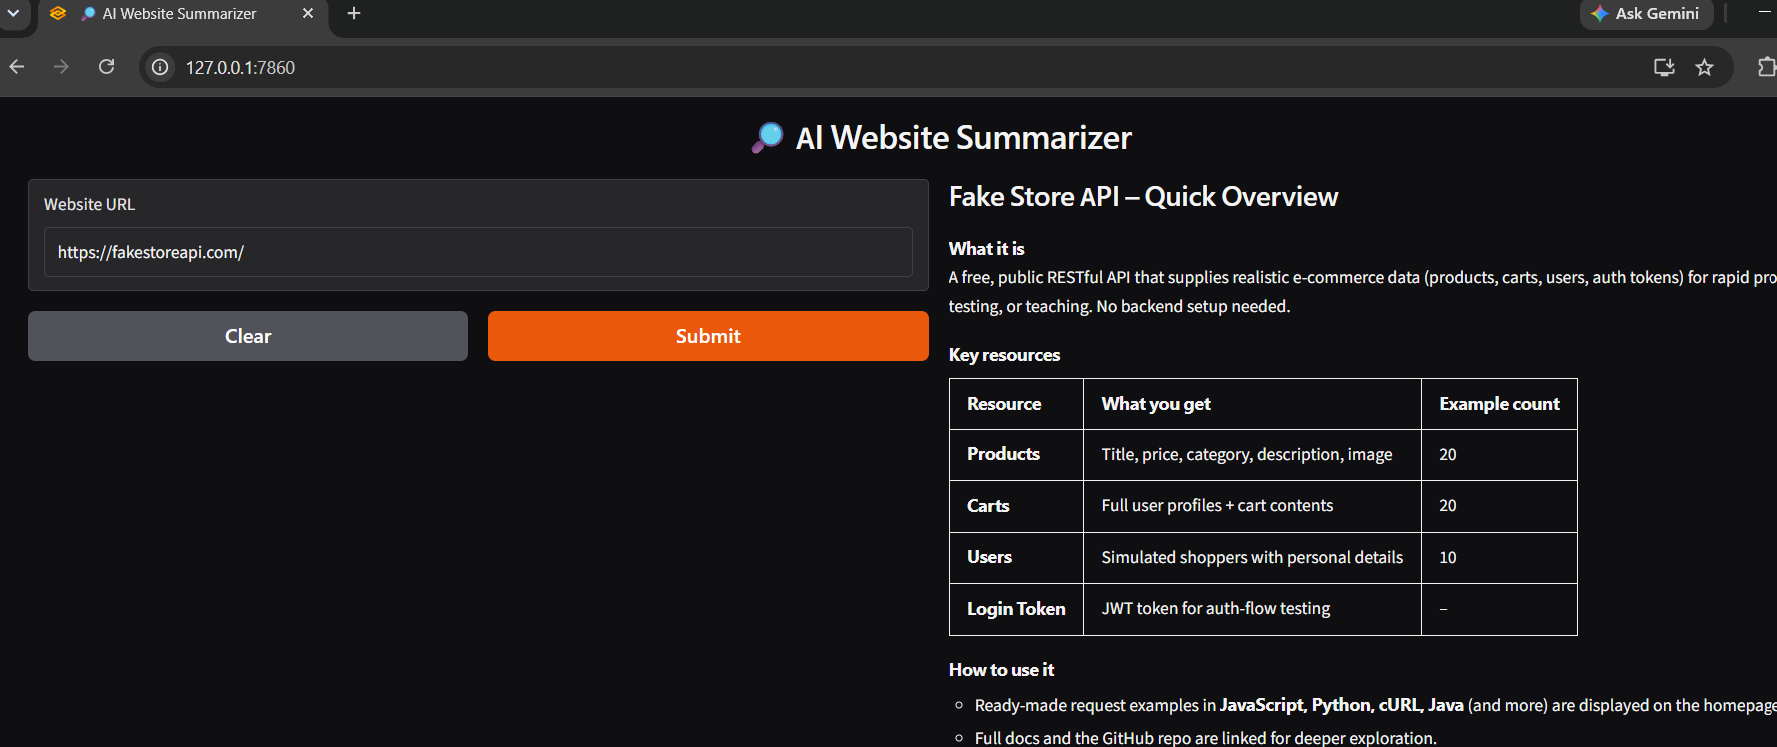 AI Website Summarizer
Ask Gemini
127.0.0.1:7860
AI Website Summarizer
Website URL
https://fakestoreapi.com/
Clear
Submit
Fake Store API – Quick Overview
What it is
A free, public RESTful API that supplies realistic e-commerce data (products, carts, users, auth tokens) for rapid pro
testing, or teaching. No backend setup needed.
Key resources
Resource What you get Example count
Products Title, price, category, description, image 20
Carts Full user profiles + cart contents 20
Users Simulated shoppers with personal details 10
Login Token JWT token for auth-flow testing –
How to use it
Ready-made request examples in JavaScript, Python, cURL, Java (and more) are displayed on the homepage
Full docs and the GitHub repo are linked for deeper exploration.